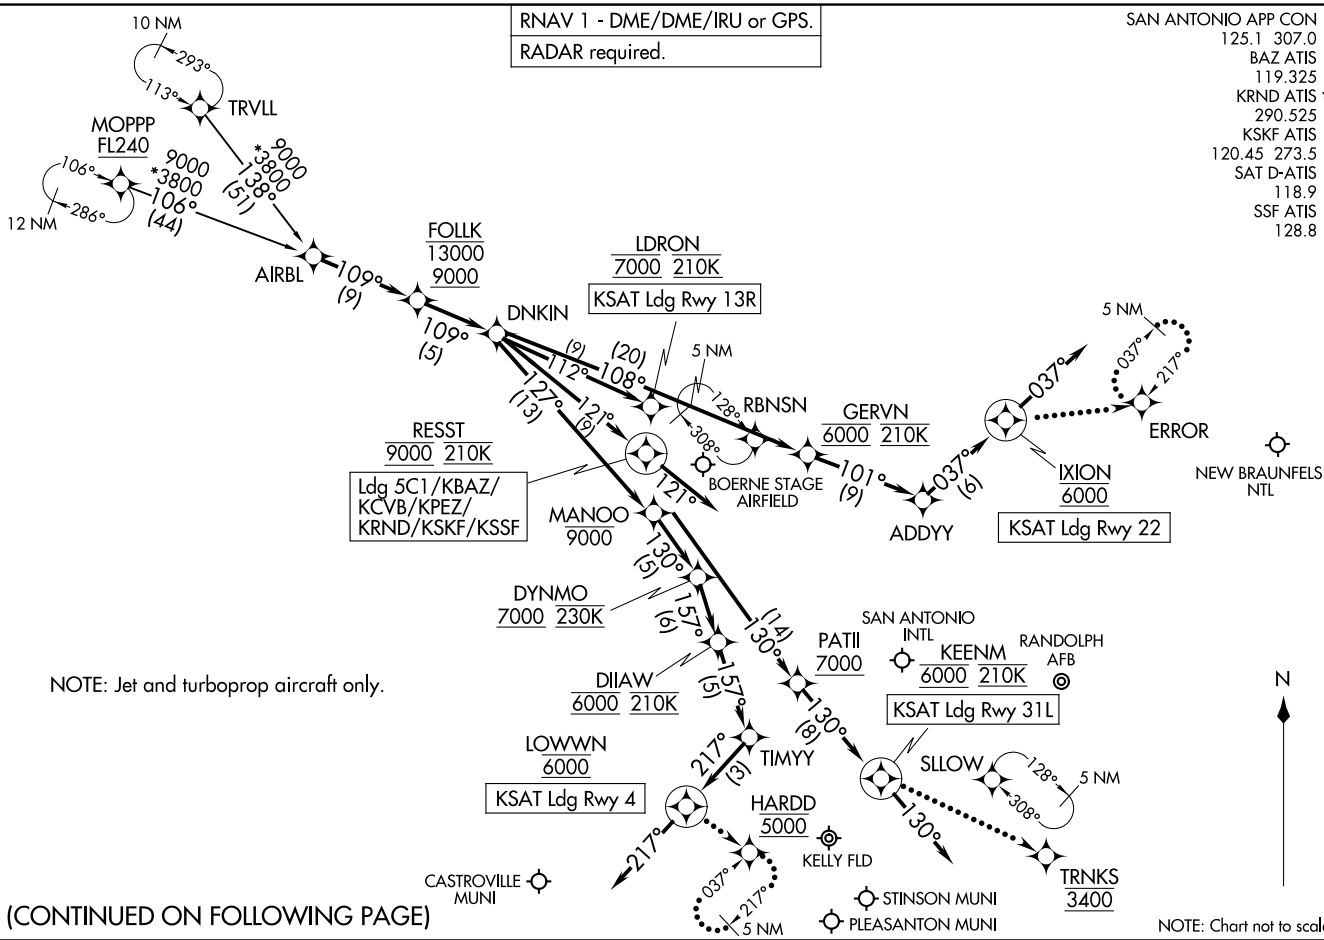 RNAV 1 - DME/DME/IRU or GPS.
RADAR required.
SAN ANTONIO APP CON
125.1 307.0
BAZ ATIS
119.325
KRND ATIS *
290.525
KSKF ATIS
120.45 273.5
SAT D-ATIS
118.9
SSF ATIS
128.8
10 NM
293°
113°
TRVLL
MOPPP
FL240
106°
286°
12 NM
9000
*3800
106°
(44)
9000
*3800
138°
(51)
AIRBL
109°
(9)
FOLLK
13000
9000
109°
(5)
DNKIN
LDRON
7000 210K
KSAT Ldg Rwy 13R
(9)
112°
(20)
108°
5 NM
128°
308°
RBNSN
BOERNE STAGE
AIRFIELD
GERVN
6000 210K
101°
(9)
ADDYY
037°
(6)
037°
IXION
6000
KSAT Ldg Rwy 22
5 NM
037°
217°
ERROR
NEW BRAUNFELS
NTL
127°
(13)
121°
(9)
121°
RESST
9000 210K
Ldg 5C1/KBAZ/
KCVB/KPEZ/
KRND/KSKF/KSSF
MANOO
9000
130°
(5)
DYNMO
7000 230K
157°
(6)
DIIAW
6000 210K
157°
(5)
TIMYY
217°
(3)
LOWWN
6000
KSAT Ldg Rwy 4
217°
HARDD
5000
037°
217°
5 NM
(14)
130°
PATII
7000
130°
(8)
SAN ANTONIO
INTL
KEENM
6000 210K
KSAT Ldg Rwy 31L
RANDOLPH
AFB
130°
SLLOW
128°
308°
5 NM
TRNKS
3400
KELLY FLD
STINSON MUNI
PLEASANTON MUNI
CASTROVILLE
MUNI
N
NOTE: Jet and turboprop aircraft only.
(CONTINUED ON FOLLOWING PAGE)
NOTE: Chart not to scale